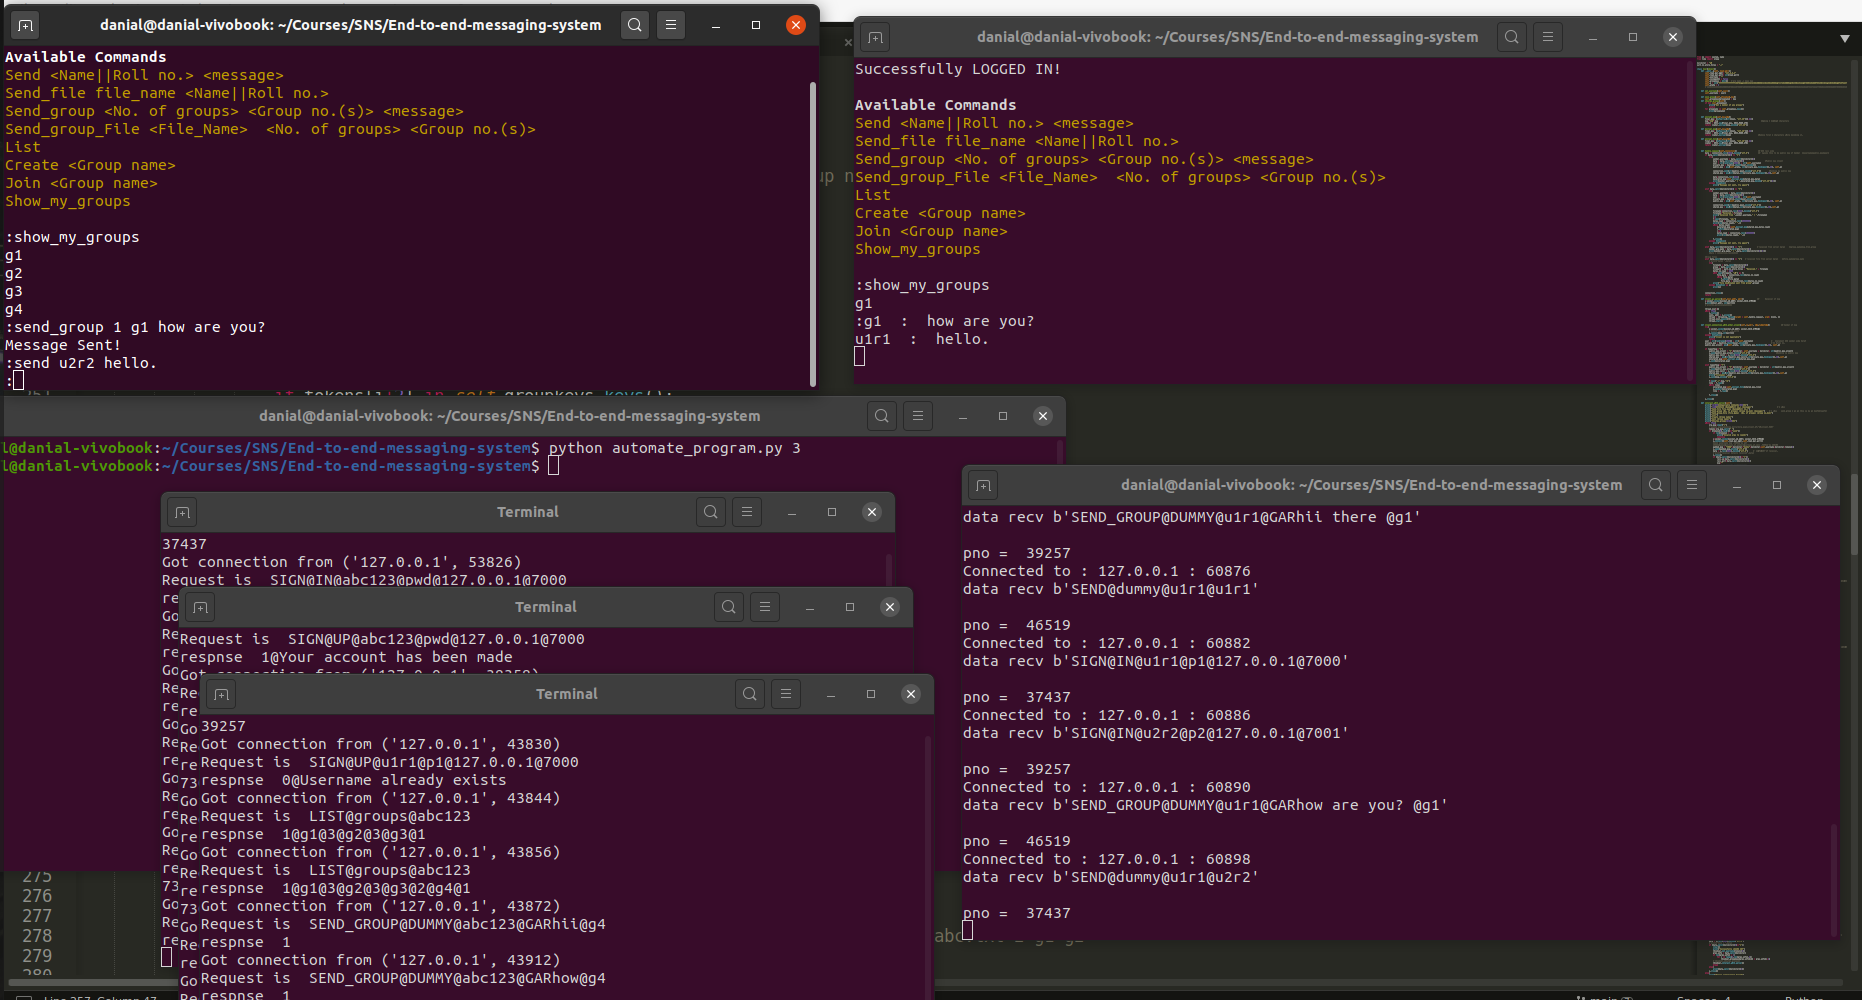 danial@danial-vivobook: ~/Courses/SNS/End-to-end-messaging-system
Available Commands
Send <Name||Roll no.> <message>
Send_file file_name <Name||Roll no.>
Send_group <No. of groups> <Group no.(s)> <message>
Send_group_File <File_Name>  <No. of groups> <Group no.(s)>
List
Create <Group name>
Join <Group name>
Show_my_groups
:show_my_groups
g1
g2
g3
g4
:send_group 1 g1 how are you?
Message Sent!
:send u2r2 hello.
:
danial@danial-vivobook: ~/Courses/SNS/End-to-end-messaging-system
Successfully LOGGED IN!
Available Commands
Send <Name||Roll no.> <message>
Send_file file_name <Name||Roll no.>
Send_group <No. of groups> <Group no.(s)> <message>
Send_group_File <File_Name>  <No. of groups> <Group no.(s)>
List
Create <Group name>
Join <Group name>
Show_my_groups
:show_my_groups
g1
:g1  :  how are you?
u1r1  :  hello.
danial@danial-vivobook: ~/Courses/SNS/End-to-end-messaging-system
l@danial-vivobook:~/Courses/SNS/End-to-end-messaging-system$ python automate_program.py 3
l@danial-vivobook:~/Courses/SNS/End-to-end-messaging-system$
Terminal
37437
Got connection from ('127.0.0.1', 53826)
Request is  SIGN@IN@abc123@pwd@127.0.0.1@7000
Terminal
Request is  SIGN@UP@abc123@pwd@127.0.0.1@7000
respnse  1@Your account has been made
Terminal
39257
Got connection from ('127.0.0.1', 43830)
Request is  SIGN@UP@u1r1@p1@127.0.0.1@7000
respnse  0@Username already exists
Got connection from ('127.0.0.1', 43844)
Request is  LIST@groups@abc123
respnse  1@g1@3@g2@3@g3@1
Got connection from ('127.0.0.1', 43856)
Request is  LIST@groups@abc123
respnse  1@g1@3@g2@3@g3@2@g4@1
Got connection from ('127.0.0.1', 43872)
Request is  SEND_GROUP@DUMMY@abc123@GARhii@g4
respnse  1
Got connection from ('127.0.0.1', 43912)
Request is  SEND_GROUP@DUMMY@abc123@GARhow@g4
respnse  1
danial@danial-vivobook: ~/Courses/SNS/End-to-end-messaging-system
data recv b'SEND_GROUP@DUMMY@u1r1@GARhii there @g1'
pno =  39257
Connected to : 127.0.0.1 : 60876
data recv b'SEND@dummy@u1r1@u1r1'
pno =  46519
Connected to : 127.0.0.1 : 60882
data recv b'SIGN@IN@u1r1@p1@127.0.0.1@7000'
pno =  37437
Connected to : 127.0.0.1 : 60886
data recv b'SIGN@IN@u2r2@p2@127.0.0.1@7001'
pno =  39257
Connected to : 127.0.0.1 : 60890
data recv b'SEND_GROUP@DUMMY@u1r1@GARhow are you? @g1'
pno =  46519
Connected to : 127.0.0.1 : 60898
data recv b'SEND@dummy@u1r1@u2r2'
pno =  37437
275
276
277
278
279
280